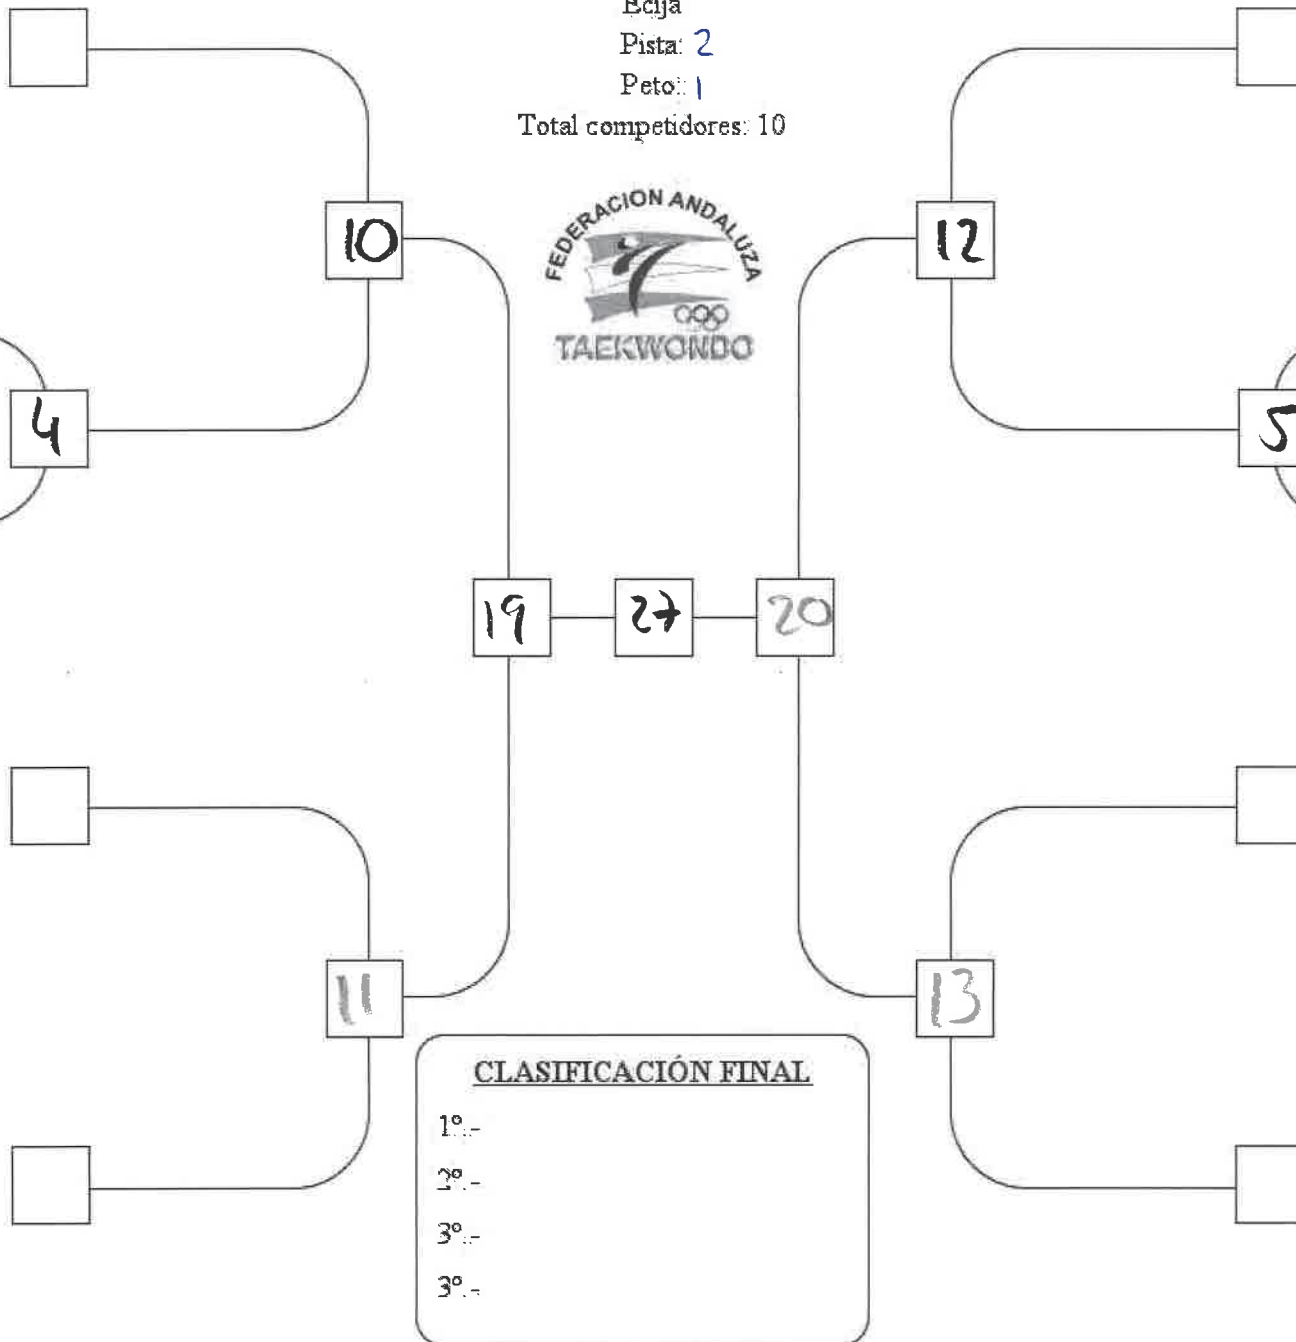 Ecija
Pista: 2
Peto: 1
Total competidores: 10
FEDERACION ANDALUZA
TAEKWONDO
10
12
4
5
19
27
20
11
13
CLASIFICACIÓN FINAL
1º.-
2º.-
3º.-
3º.-